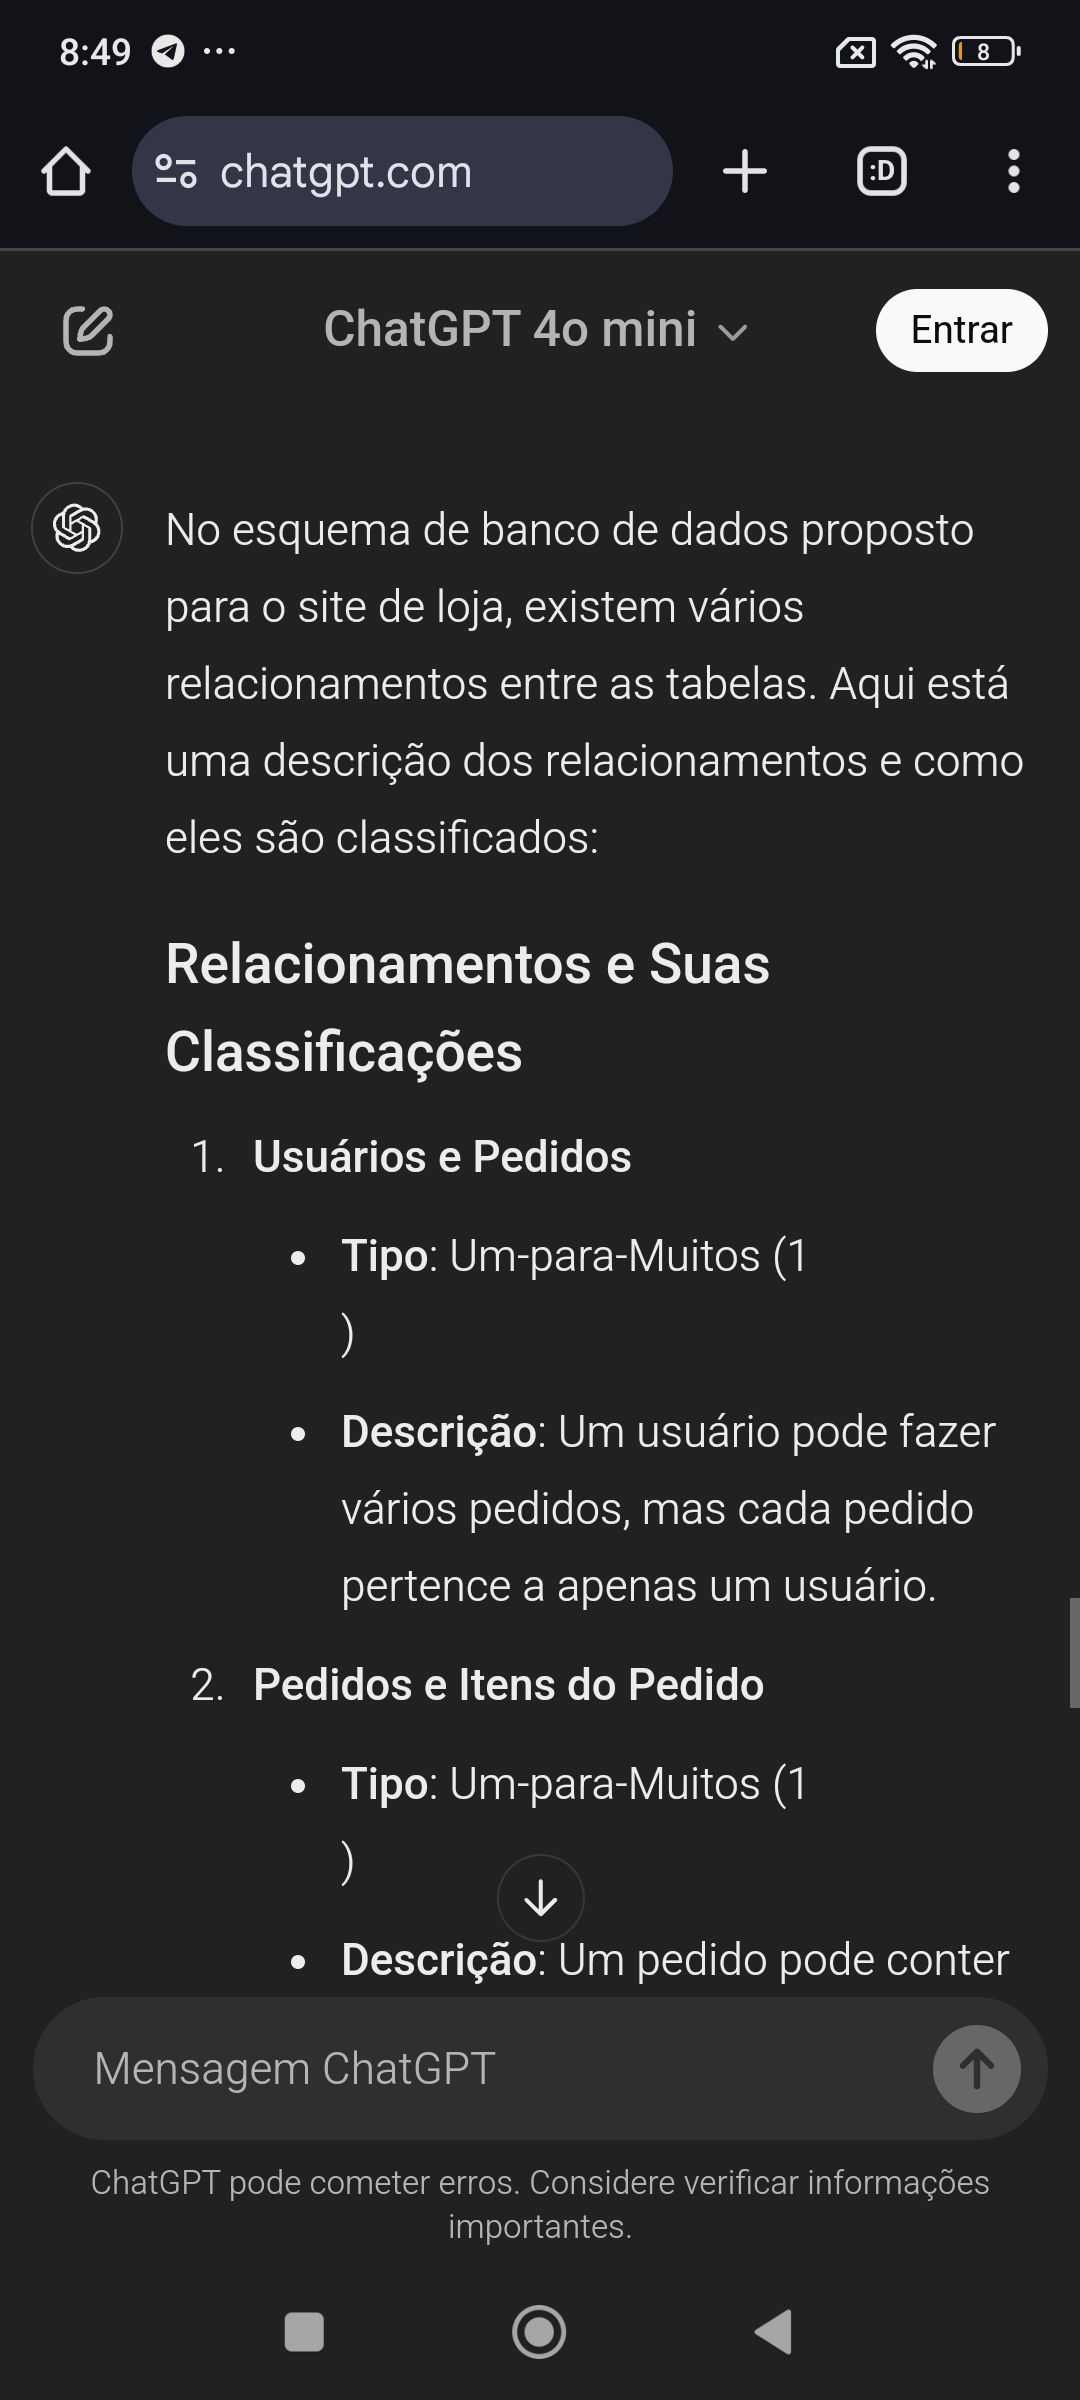 8:49
8
chatgpt.com
:D
ChatGPT 4o mini
Entrar
No esquema de banco de dados proposto
para o site de loja, existem vários
relacionamentos entre as tabelas. Aqui está
uma descrição dos relacionamentos e como
eles são classificados:
Relacionamentos e Suas
Classificações
1. Usuários e Pedidos
• Tipo: Um-para-Muitos (1
)
• Descrição: Um usuário pode fazer
vários pedidos, mas cada pedido
pertence a apenas um usuário.
2. Pedidos e Itens do Pedido
• Tipo: Um-para-Muitos (1
)
• Descrição: Um pedido pode conter
Mensagem ChatGPT
ChatGPT pode cometer erros. Considere verificar informações
importantes.